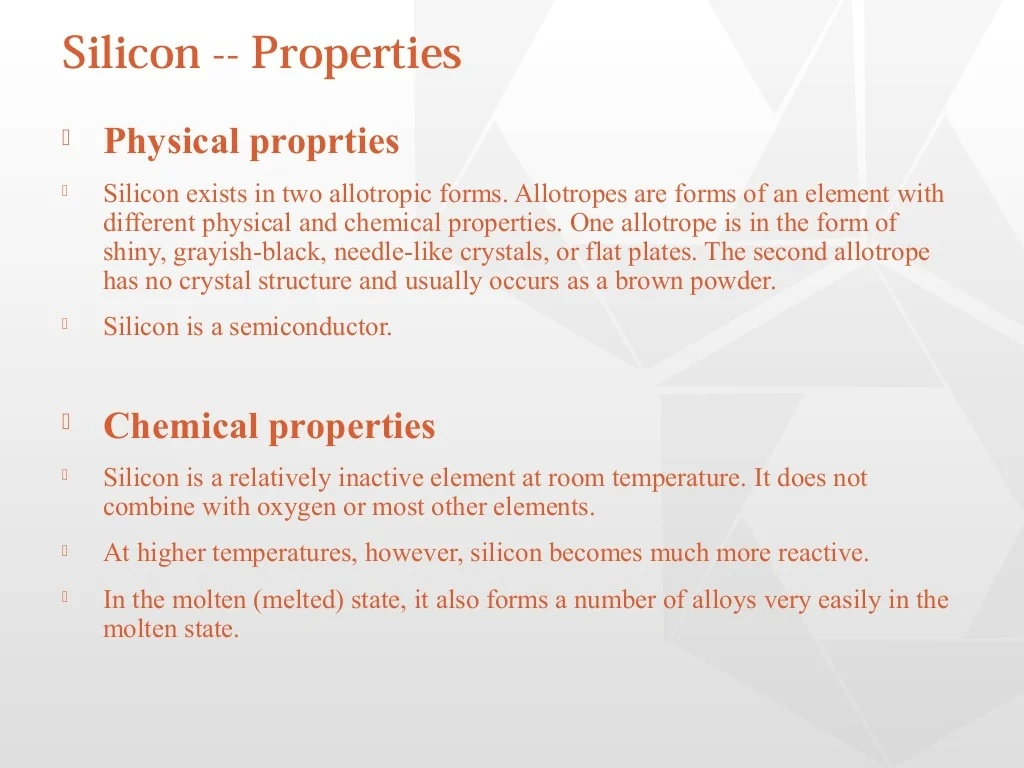 Silicon -- Properties
Physical proprties
Silicon exists in two allotropic forms. Allotropes are forms of an element with
different physical and chemical properties. One allotrope is in the form of
shiny, grayish-black, needle-like crystals, or flat plates. The second allotrope
has no crystal structure and usually occurs as a brown powder.
Silicon is a semiconductor.
Chemical properties
Silicon is a relatively inactive element at room temperature. It does not
combine with oxygen or most other elements.
At higher temperatures, however, silicon becomes much more reactive.
In the molten (melted) state, it also forms a number of alloys very easily in the
molten state.